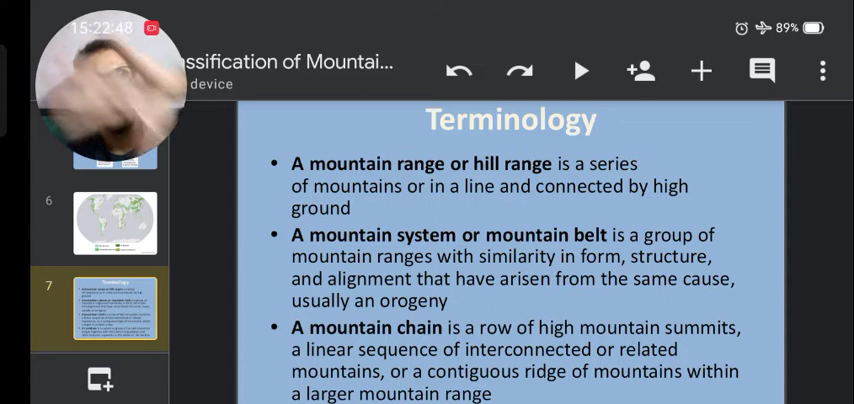 15:22:48
89%
assification of Mountai...
device
Terminology
• A mountain range or hill range is a series
of mountains or in a line and connected by high
ground
• A mountain system or mountain belt is a group of
mountain ranges with similarity in form, structure,
and alignment that have arisen from the same cause,
usually an orogeny
• A mountain chain is a row of high mountain summits,
a linear sequence of interconnected or related
mountains, or a contiguous ridge of mountains within
a larger mountain range
6
7
Terminology